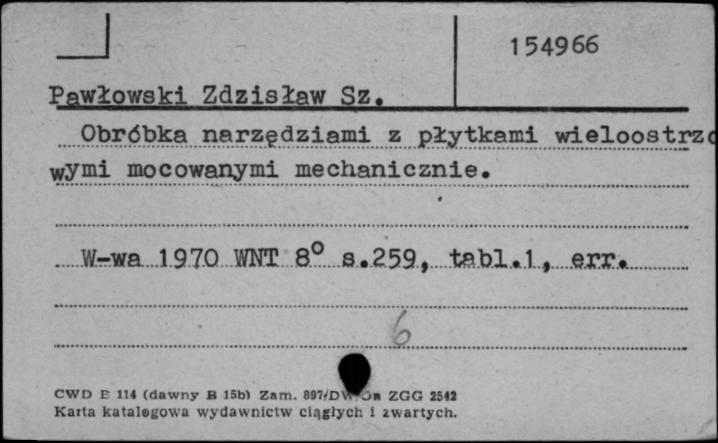 154966
Pawłowski Zdzisław Sz.
Obróbka narzędziami z płytkami wieloostrzo
wymi mocowanymi mechanicznie.
W-wa 1970 WNT 8° s.259, tabl.1, err.
6
CWD E 114 (dawny B 15b) Zam. 897/DW ZGG 2542
Karta katalogowa wydawnictw ciągłych i zwartych.